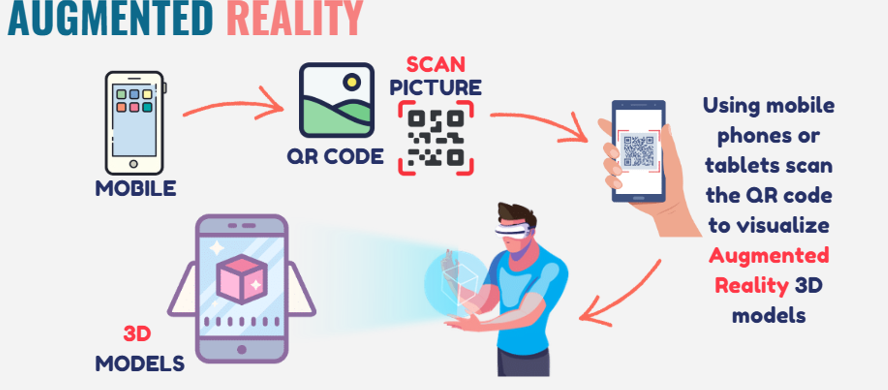 AUGMENTED REALITY
MOBILE
QR CODE
SCAN
PICTURE
Using mobile
phones or
tablets scan
the QR code
to visualize
Augmented
Reality 3D
models
3D
MODELS